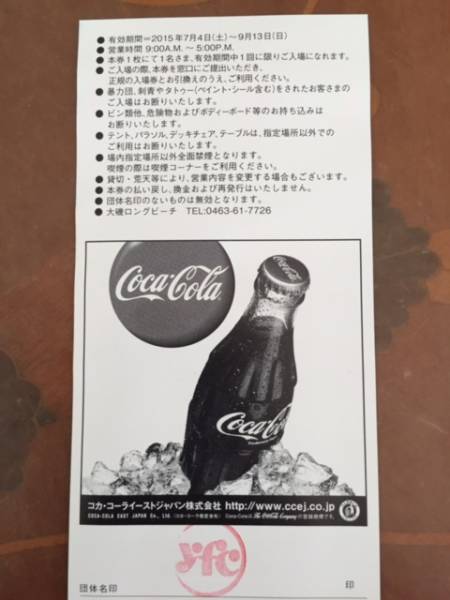 ● 有効期間＝2015年7月4日(土)～9月13日(日)
● 営業時間 9:00A.M. ～ 5:00P.M.
● 本券1枚にて1名さま、有効期間中1回に限りご入場になれます。
● ご入場の際、本券を窓口にご提出いただき、
正規の入場券とお引換えのうえ、ご利用ください。
● 暴力団、刺青やタトゥー(ペイント・シール含む)をされたお客さまの
ご入場はお断りいたします。
● ビン類他、危険物およびボディーボード等のお持ち込みは
お断りいたします。
● テント、パラソル、デッキチェア、テーブルは、指定場所以外での
ご利用はお断りいたします。
● 場内指定場所以外全面禁煙となります。
喫煙の際は喫煙コーナーをご利用ください。
● 貸切・荒天等により、営業内容を変更する場合もございます。
● 本券の払い戻し、換金および再発行はいたしません。
● 団体名印のないものは無効となります。
● 大磯ロングビーチ TEL:0463-61-7726
Coca-Cola
Coca-Cola
コカ・コーライーストジャパン株式会社 http://www.ccej.co.jp
COCA-COLA EAST JAPAN Co., Ltd.
yfc
団体名印 印